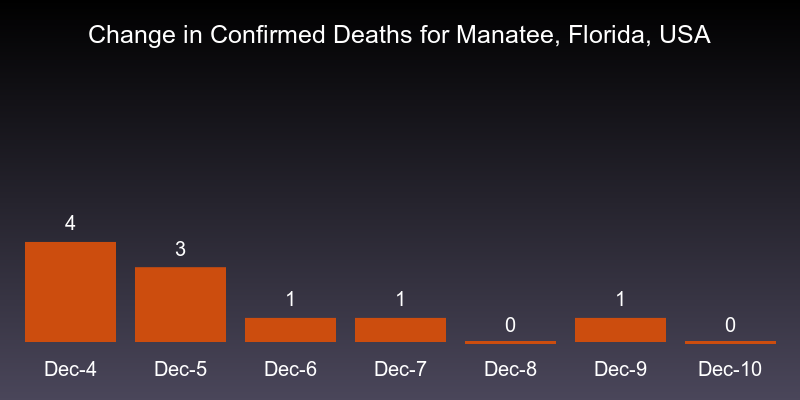 Change in Confirmed Deaths for Manatee, Florida, USA
4
3
1
1
0
1
0
Dec-4
Dec-5
Dec-6
Dec-7
Dec-8
Dec-9
Dec-10